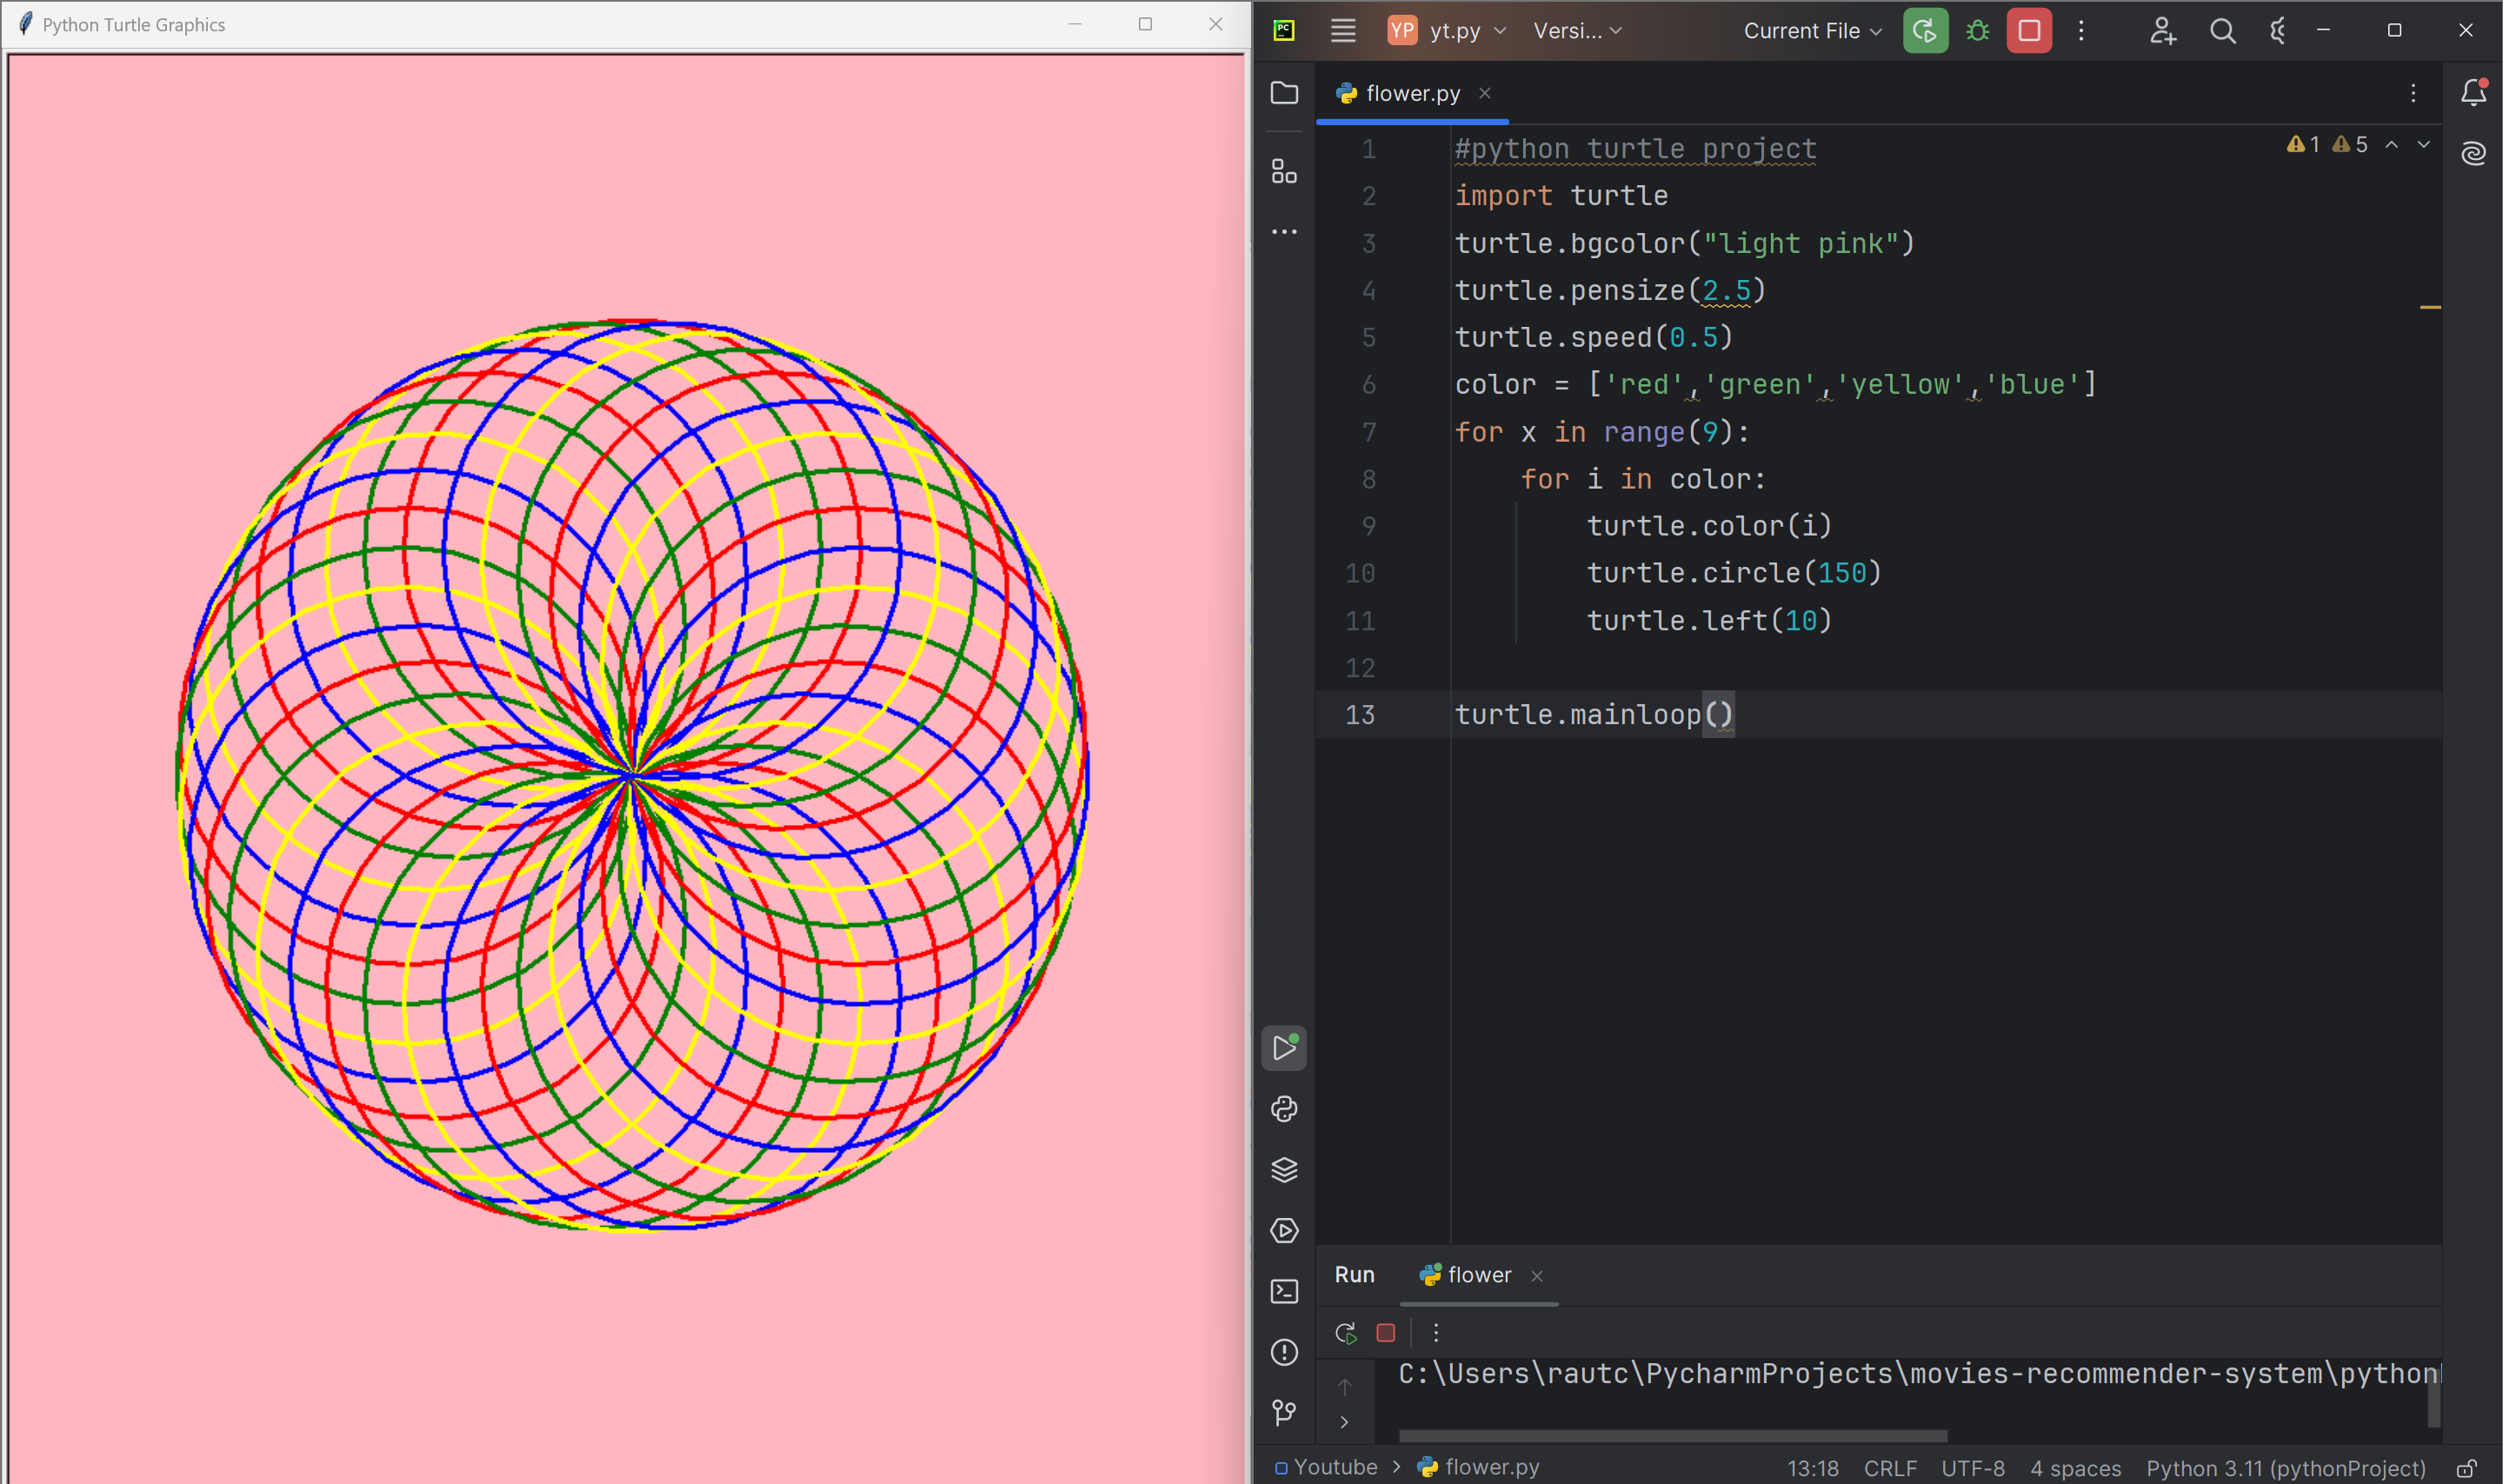 Python Turtle Graphics
PC
YP yt.py Versi... Current File
flower.py
1 #python turtle project 1 5
2 import turtle
3 turtle.bgcolor("light pink")
4 turtle.pensize(2.5)
5 turtle.speed(0.5)
6 color = ['red','green','yellow','blue']
7 for x in range(9):
8 for i in color:
9 turtle.color(i)
10 turtle.circle(150)
11 turtle.left(10)
12
13 turtle.mainloop()
Run flower
C:\Users\rautc\PycharmProjects\movies-recommender-system\python
Youtube > flower.py 13:18 CRLF UTF-8 4 spaces Python 3.11 (pythonProject)